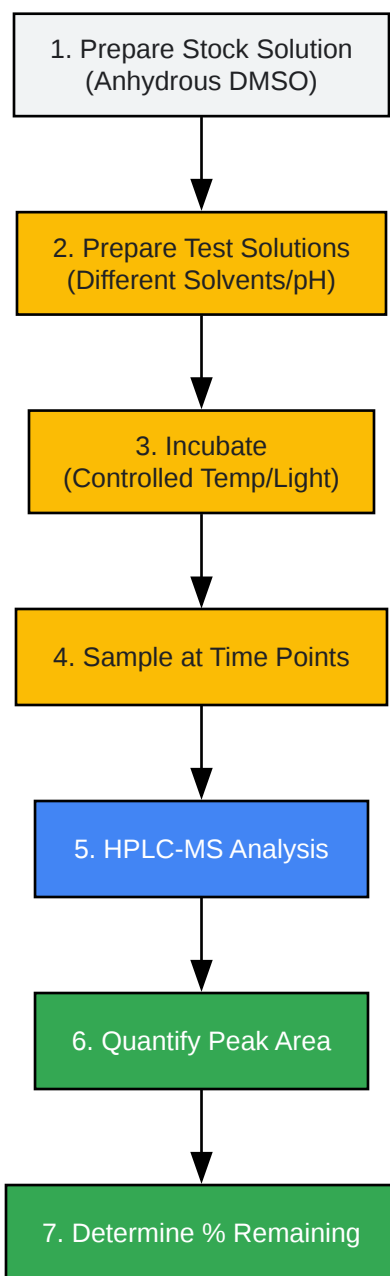 1. Prepare Stock Solution
(Anhydrous DMSO)
2. Prepare Test Solutions
(Different Solvents/pH)
3. Incubate
(Controlled Temp/Light)
4. Sample at Time Points
5. HPLC-MS Analysis
6. Quantify Peak Area
7. Determine % Remaining